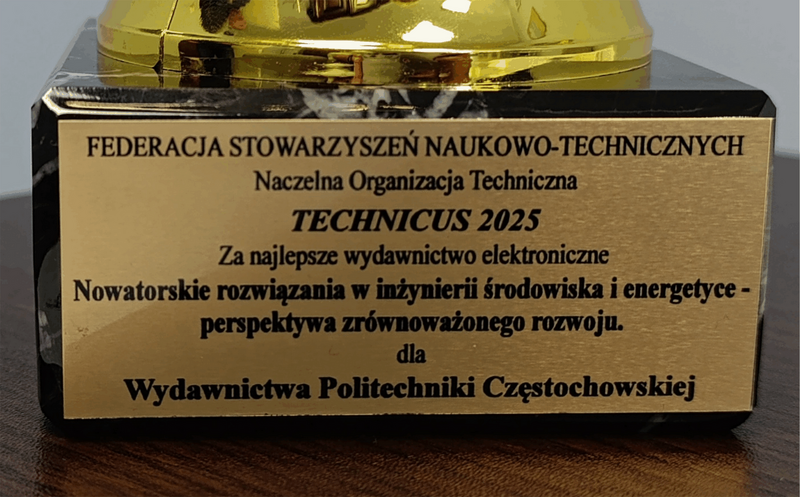 FEDERACJA STOWARZYSZEŃ NAUKOWO-TECHNICZNYCH
Naczelna Organizacja Techniczna
TECHNICUS 2025
Za najlepsze wydawnictwo elektroniczne
Nowatorskie rozwiązania w inżynierii środowiska i energetyce -
perspektywa zrównoważonego rozwoju.
dla
Wydawnictwa Politechniki Częstochowskiej